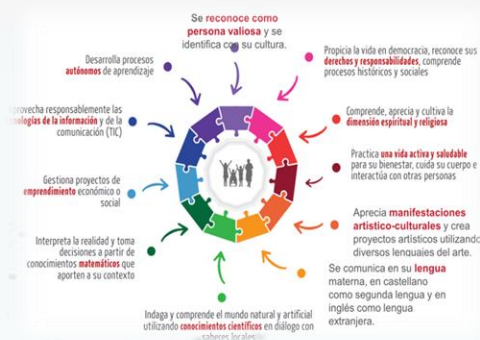 Se reconoce como
persona valiosa y se
identifica con su cultura.
Propicia la vida en democracia, reconoce sus
derechos y responsabilidades, comprende
procesos históricos y sociales
Comprende, aprecia y cultiva la
dimensión espiritual y religiosa
Practica una vida activa y saludable
para su bienestar, cuida su cuerpo e
interactúa con otras personas
Aprecia manifestaciones
artístico-culturales y crea
proyectos artísticos utilizando
diversos lenguajes del arte.
Se comunica en su lengua
materna, en castellano
como segunda lengua y en
inglés como lengua
extranjera.
Indaga y comprende el mundo natural y artificial
utilizando conocimientos científicos en diálogo con
saberes locales
Interpreta la realidad y toma
decisiones a partir de
conocimientos matemáticos que
aporten a su contexto
Gestiona proyectos de
emprendimiento económico o
social
provecha responsablemente las
nologías de la información y de la
comunicación (TIC)
Desarrolla procesos
autónomos de aprendizaje